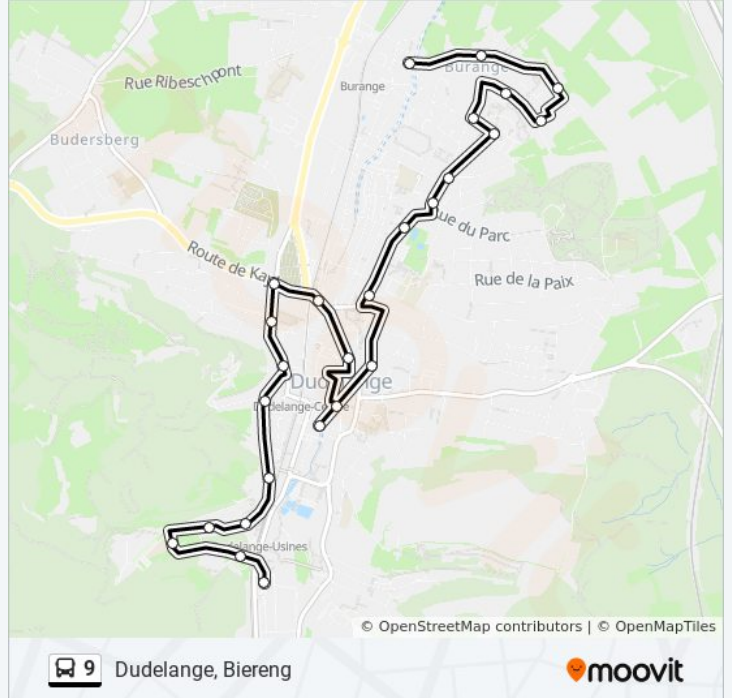 Burange
Rue Ribeschpont
Burange
Budersberg
Rue du Parc
Route de Kay
Rue de la Paix
Dudelange
Dudelange-Centre
Dudelange-Usines
© OpenStreetMap contributors | © OpenMapTiles
9 Dudelange, Biereng
moovit